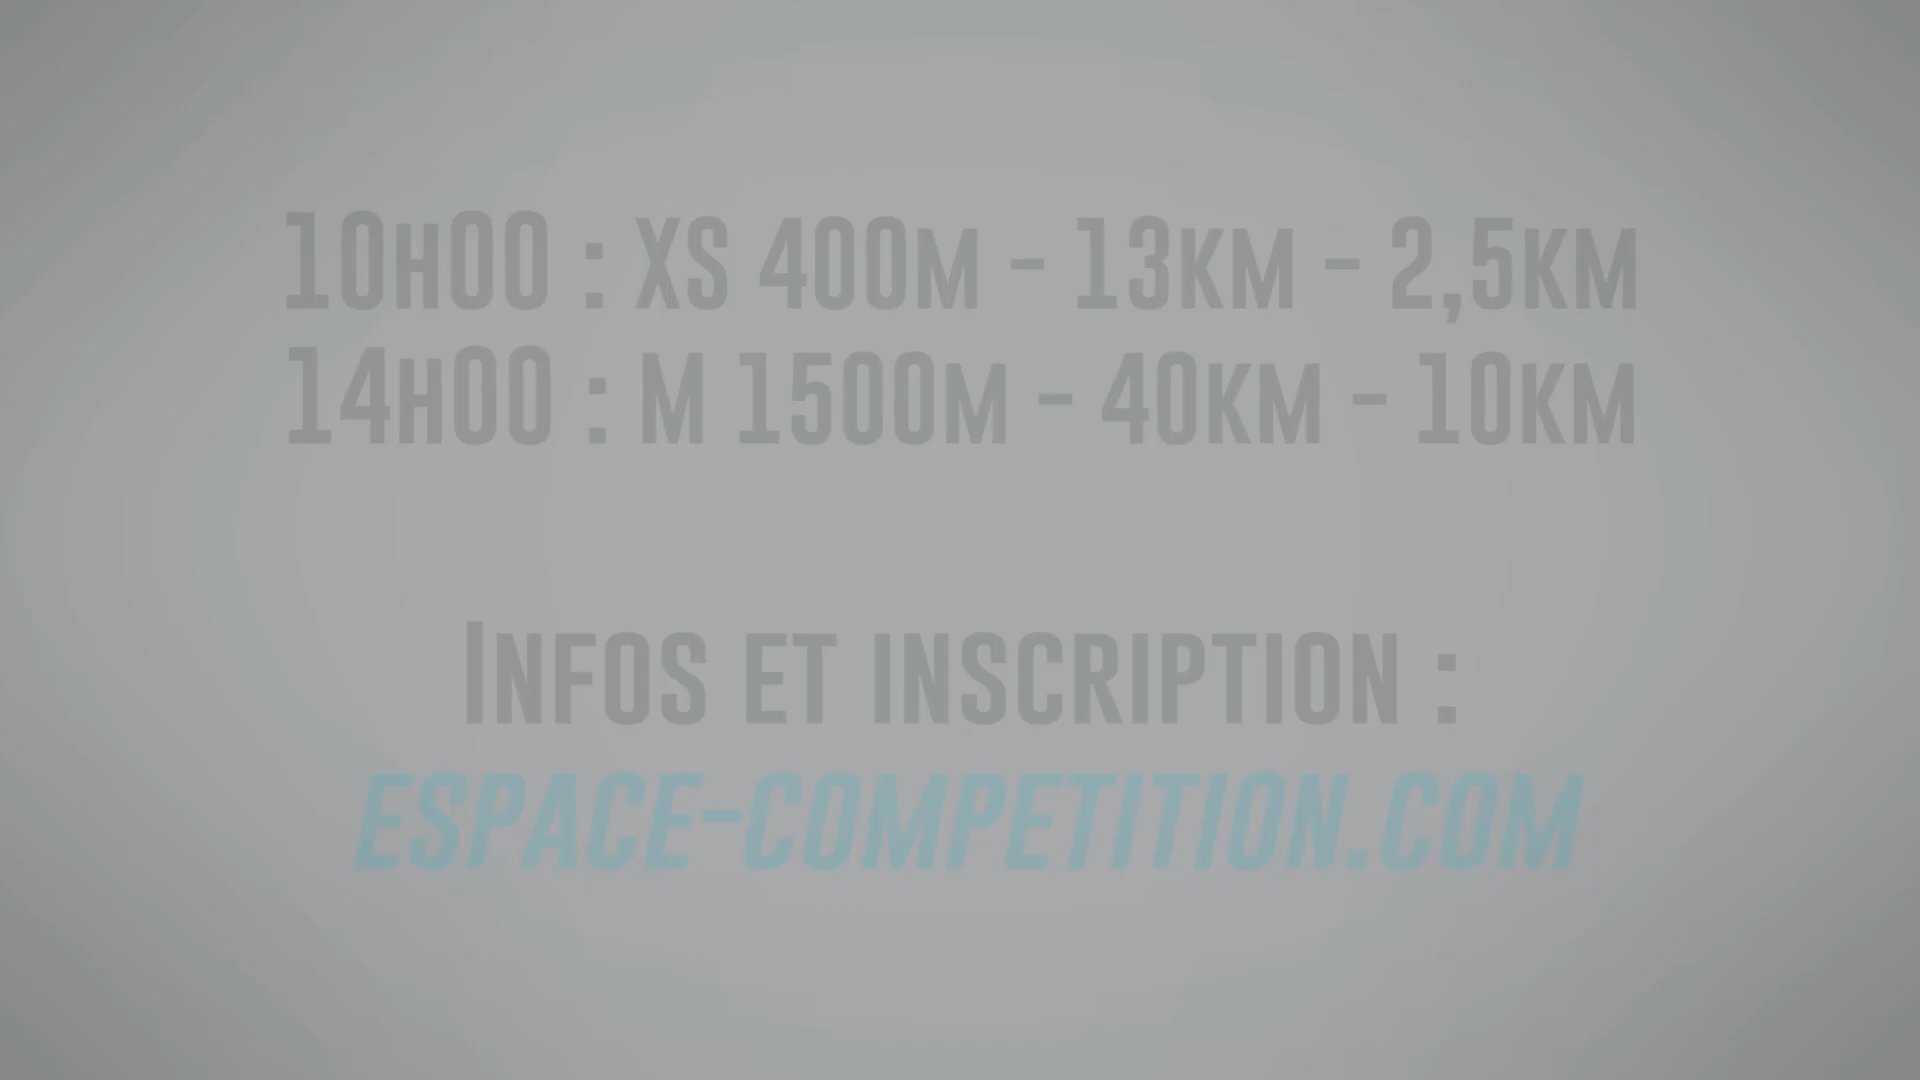 10H00 : XS 400M - 13KM - 2,5KM
14H00 : M 1500M - 40KM - 10KM
INFOS ET INSCRIPTION :
ESPACE-COMPETITION.COM